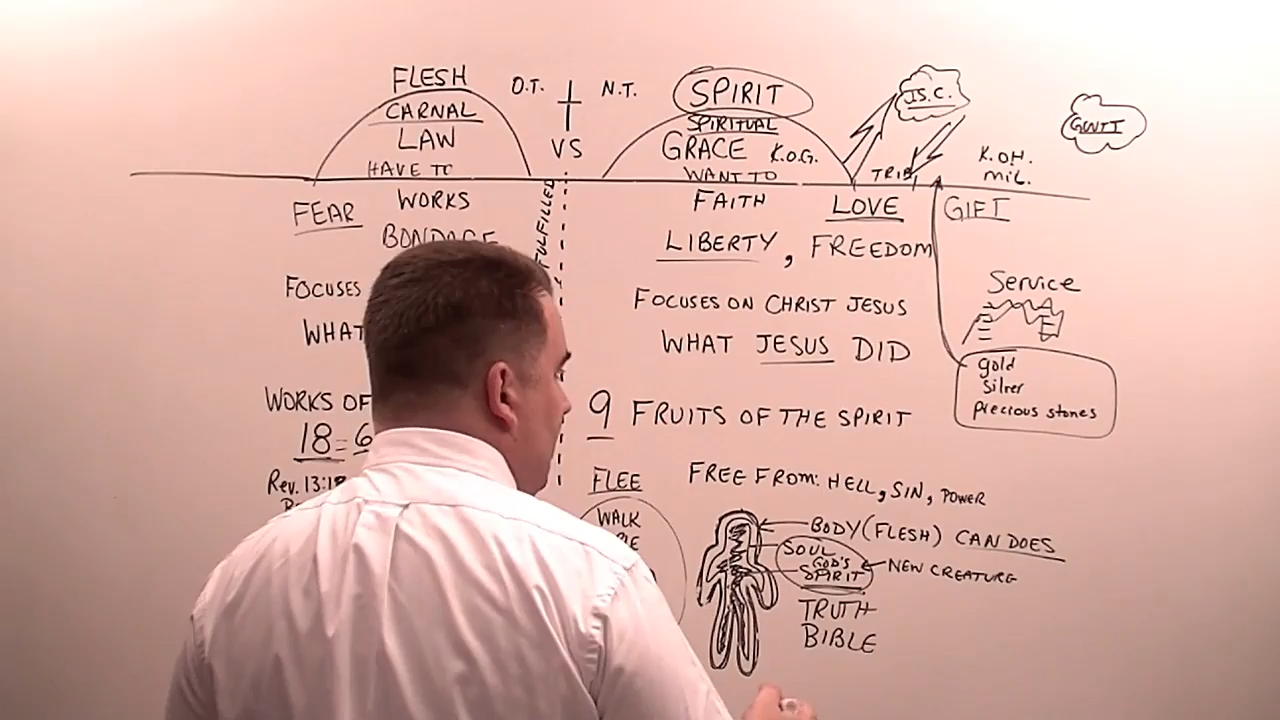 FLESH
CARNAL
LAW
HAVE TO
WORKS
FEAR
BONDAGE
FOCUSES
WHAT
WORKS OF
18 = 6
Rev. 13:18
O.T.
N.T.
VS
FULFILLED
SPIRIT
SPIRITUAL
GRACE K.O.G.
WANT TO
FAITH
LIBERTY, FREEDOM
FOCUSES ON CHRIST JESUS
WHAT JESUS DID
9 FRUITS OF THE SPIRIT
FREE FROM: HELL, SIN, POWER
FLEE
WALK
BODY (FLESH) CAN DOES
SOUL
GOD'S
SPIRIT
NEW CREATURE
TRUTH
BIBLE
J.S.C.
TRIB
K.O.H.
MIL.
GWTJ
LOVE
GIFT
Service
gold
Silver
precious stones